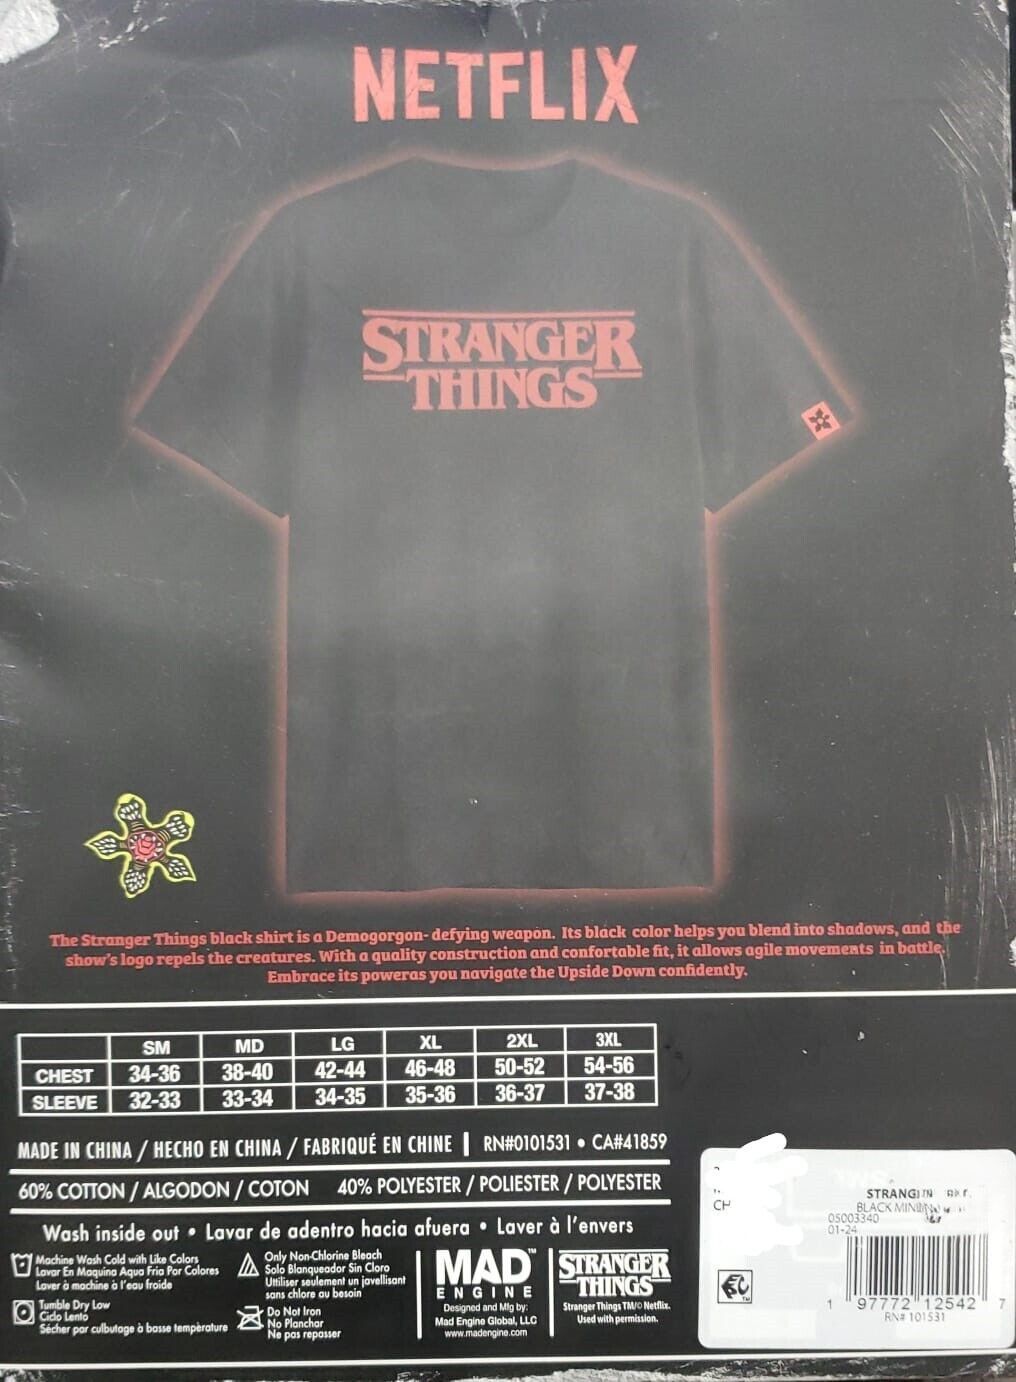 NETFLIX
STRANGER
THINGS
The Stranger Things black shirt is a Demogorgon- defying weapon. Its black color helps you blend into shadows, and the
show's logo repels the creatures. With a quality construction and confortable fit, it allows agile movements in battle.
Embrace its poweras you navigate the Upside Down confidently.
SM MD LG XL 2XL 3XL
CHEST 34-36 38-40 42-44 46-48 50-52 54-56
SLEEVE 32-33 33-34 34-35 35-36 36-37 37-38
MADE IN CHINA / HECHO EN CHINA / FABRIQUÉ EN CHINE | RN#0101531 • CA#41859
60% COTTON / ALGODON / COTON 40% POLYESTER / POLIESTER / POLYESTER
Wash inside out • Lavar de adentro hacia afuera • Laver à l'envers
Machine Wash Cold with Like Colors
Lavar En Maquina Aqua Fria Por Colores
Laver à machine à l'eau froide
Tumble Dry Low
Ciclo Lento
Sécher par culbutage à basse température
Only Non-Chlorine Bleach
Solo Blanqueador Sin Cloro
Uttiliser seulement un javellisant
sans chlore au besoin
Do Not Iron
No Planchar
Ne pas repasser
MAD™
ENGINE
Designed and Mfg by:
Mad Engine Global, LLC
www.madengine.com
STRANGER
THINGS
Stranger Things TM/© Netflix.
Used with permission.
CH
BLACK
05003340
01-24
1 97772 12542 7
RN# 101531